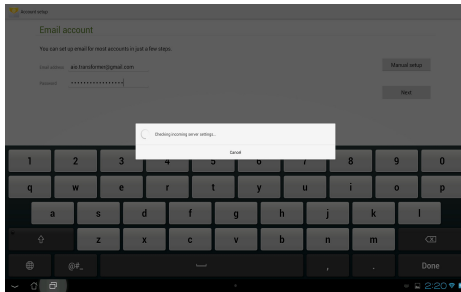 Account setup
Email account
You can set up email for most accounts in just a few steps.
Email address
aie.transformer@gmail.com
Manual setup
Password
Next
Checking incoming server settings...
Cancel
1 2 3 4 5 6 7 8 9 0
q w e r t y u i o p
a s d f g h j k l
z x c v b n m
@#_ , . Done
2:20